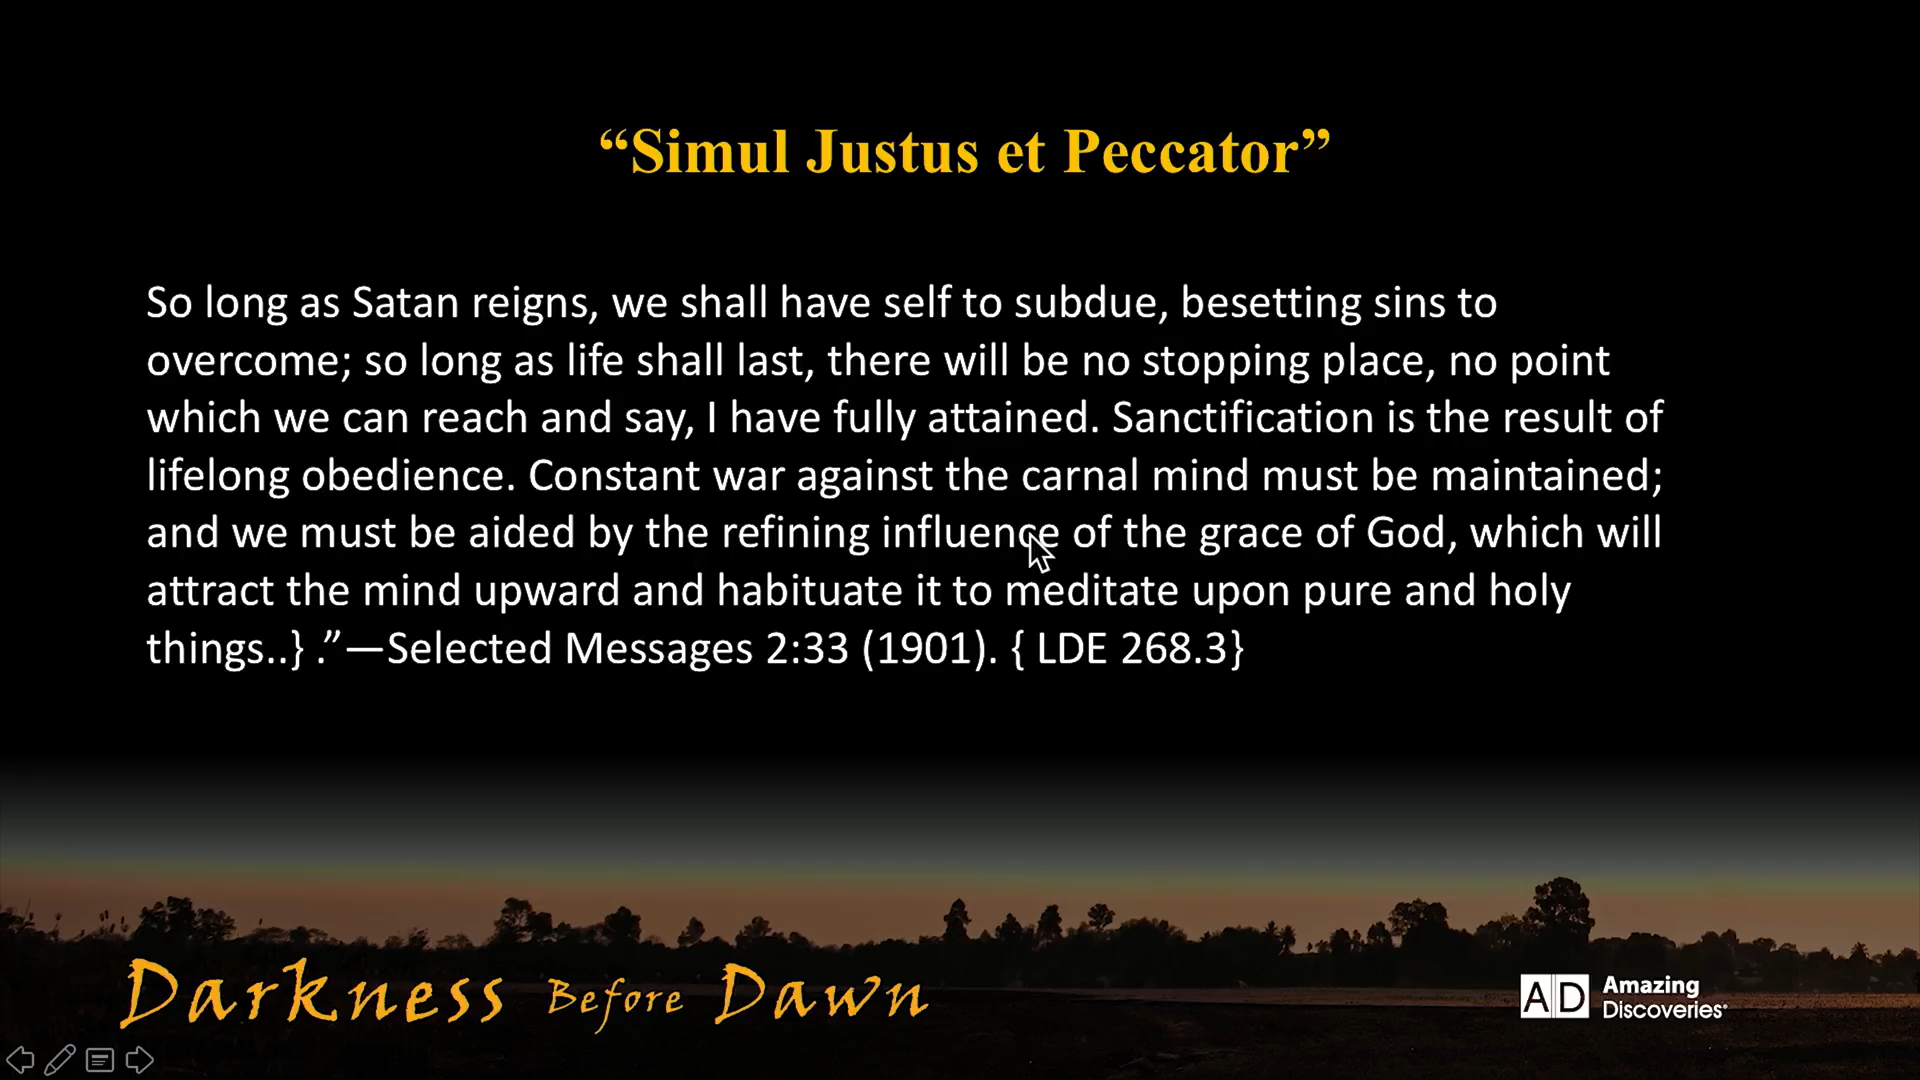 “Simul Justus et Peccator”
So long as Satan reigns, we shall have self to subdue, besetting sins to
overcome; so long as life shall last, there will be no stopping place, no point
which we can reach and say, I have fully attained. Sanctification is the result of
lifelong obedience. Constant war against the carnal mind must be maintained;
and we must be aided by the refining influence of the grace of God, which will
attract the mind upward and habituate it to meditate upon pure and holy
things..} .”—Selected Messages 2:33 (1901). { LDE 268.3}
Darkness Before Dawn
AD Amazing
Discoveries